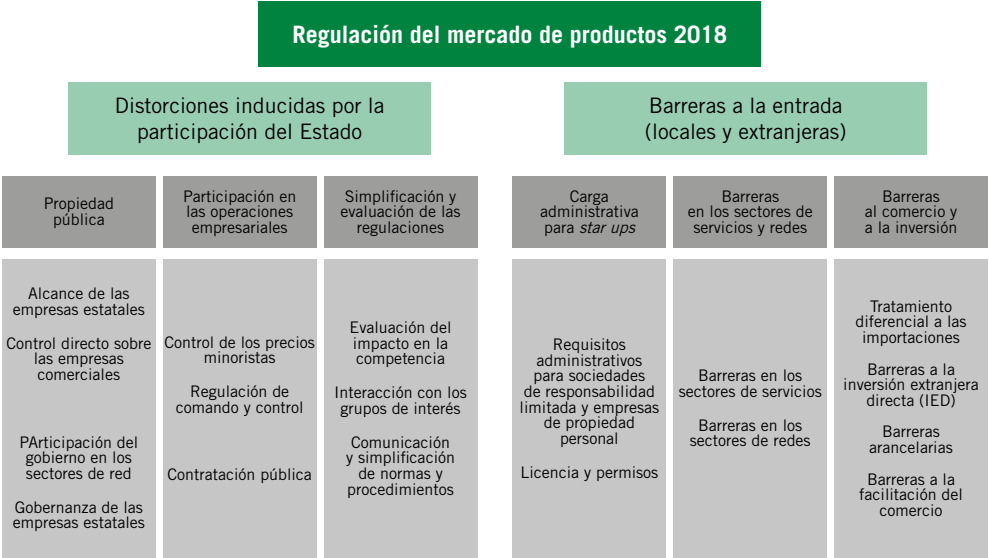 Regulación del mercado de productos 2018
Distorciones inducidas por la
participación del Estado
Barreras a la entrada
(locales y extranjeras)
Propiedad
pública
Participación en
las operaciones
empresariales
Simplificación y
evaluación de las
regulaciones
Carga
administrativa
para star ups
Barreras
en los sectores de
servicios y redes
Barreras
al comercio y
a la inversión
Alcance de las
empresas estatales
Control directo sobre
las empresas
comerciales
PArticipación del
gobierno en los
sectores de red
Gobernanza de las
empresas estatales
Control de los precios
minoristas
Regulación de
comando y control
Contratación pública
Evaluación del
impacto en la
competencia
Interacción con los
grupos de interés
Comunicación
y simplificación
de normas y
procedimientos
Requisitos
administrativos
para sociedades
de responsabilidad
limitada y empresas
de propiedad
personal
Licencia y permisos
Barreras en los
sectores de servicios
Barreras en los
sectores de redes
Tratamiento
diferencial a las
importaciones
Barreras a la
inversión extranjera
directa (IED)
Barreras
arancelarias
Barreras a la
facilitación del
comercio